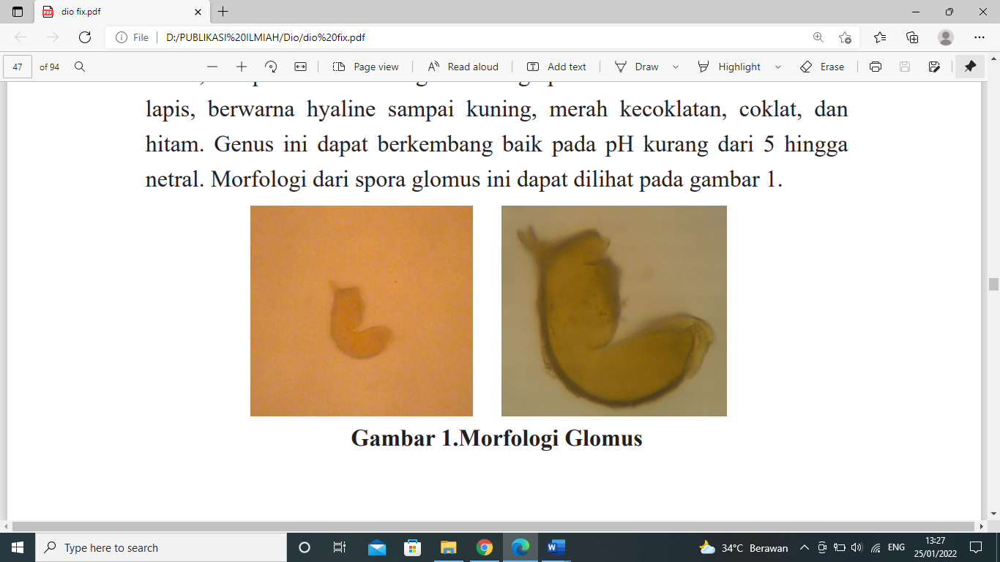 dio fix.pdf
File
D:/PUBLIKASI%20ILMIAH/Dio/dio%20fix.pdf
47
of 94
Page view
Read aloud
Add text
Draw
Highlight
Erase
lapis, berwarna hyaline sampai kuning, merah kecoklatan, coklat, dan
hitam. Genus ini dapat berkembang baik pada pH kurang dari 5 hingga
netral. Morfologi dari spora glomus ini dapat dilihat pada gambar 1.
Gambar 1.Morfologi Glomus
Type here to search
34°C Berawan
ENG
13:27
25/01/2022